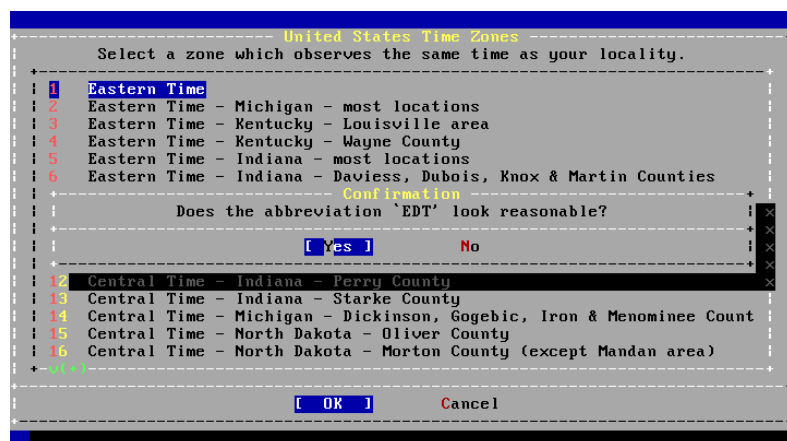 United States Time Zones
Select a zone which observes the same time as your locality.
1 Eastern Time
2 Eastern Time - Michigan - most locations
3 Eastern Time - Kentucky - Louisville area
4 Eastern Time - Kentucky - Wayne County
5 Eastern Time - Indiana - most locations
6 Eastern Time - Indiana - Daviess, Dubois, Knox & Martin Counties
Confirmation
Does the abbreviation `EDT' look reasonable?
[ Yes ] No
12 Central Time - Indiana - Perry County
13 Central Time - Indiana - Starke County
14 Central Time - Michigan - Dickinson, Gogebic, Iron & Menominee Count
15 Central Time - North Dakota - Oliver County
16 Central Time - North Dakota - Morton County (except Mandan area)
v(+)
[ OK ] Cancel